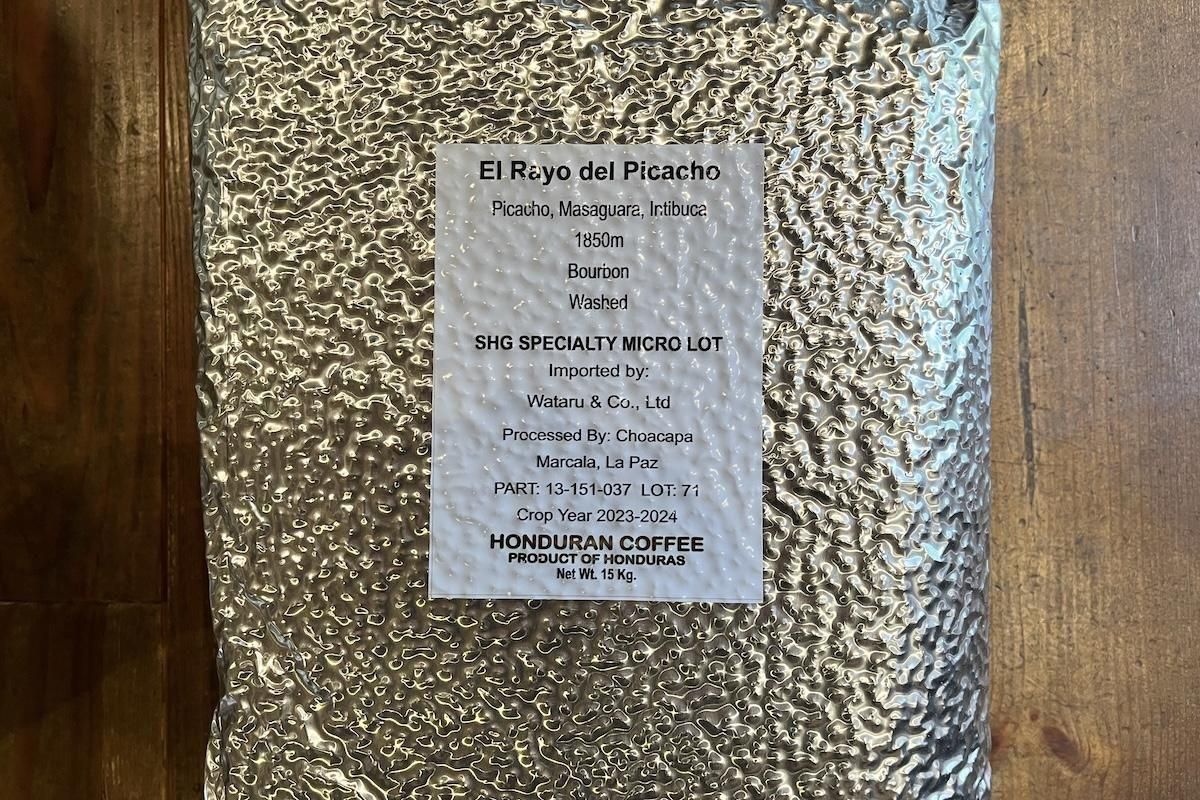 El Rayo del Picacho
Picacho, Masaguara, Intibuca
1850m
Bourbon
Washed
SHG SPECIALTY MICRO LOT
Imported by:
Wataru & Co., Ltd
Processed By: Choacapa
Marcala, La Paz
PART: 13-151-037 LOT: 71
Crop Year 2023-2024
HONDURAN COFFEE
PRODUCT OF HONDURAS
Net Wt. 15 Kg.